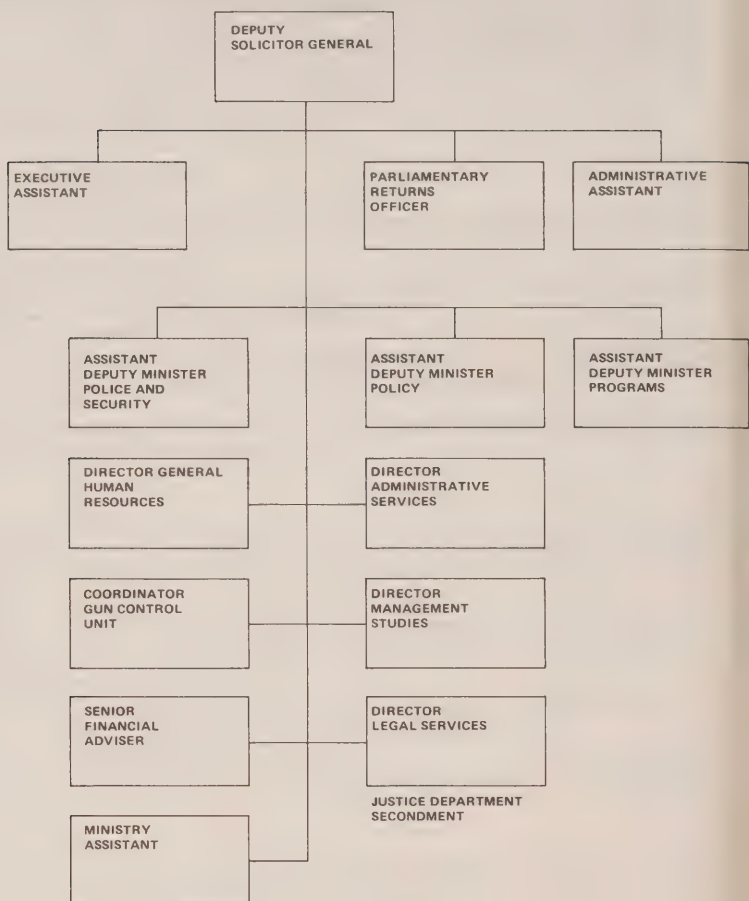 DEPUTY
SOLICITOR GENERAL
EXECUTIVE
ASSISTANT
PARLIAMENTARY
RETURNS
OFFICER
ADMINISTRATIVE
ASSISTANT
ASSISTANT
DEPUTY MINISTER
POLICE AND
SECURITY
ASSISTANT
DEPUTY MINISTER
POLICY
ASSISTANT
DEPUTY MINISTER
PROGRAMS
DIRECTOR GENERAL
HUMAN
RESOURCES
DIRECTOR
ADMINISTRATIVE
SERVICES
COORDINATOR
GUN CONTROL
UNIT
DIRECTOR
MANAGEMENT
STUDIES
SENIOR
FINANCIAL
ADVISER
DIRECTOR
LEGAL SERVICES
JUSTICE DEPARTMENT
SECONDMENT
MINISTRY
ASSISTANT